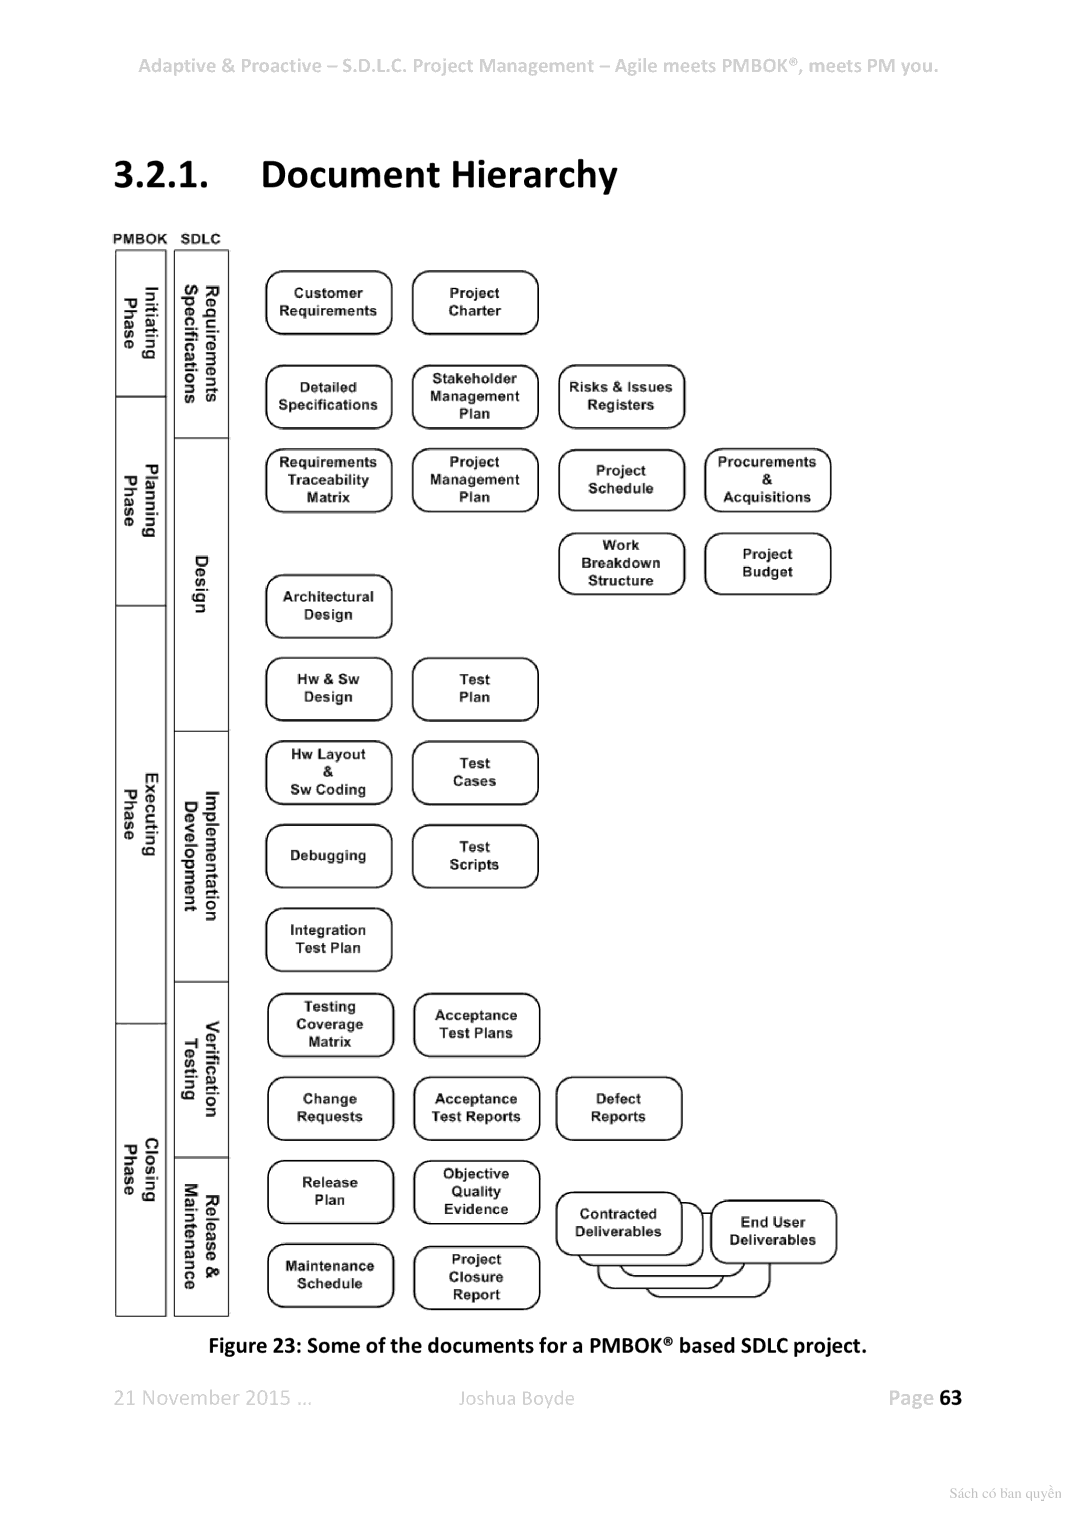 Adaptive & Proactive – S.D.L.C. Project Management – Agile meets PMBOK®, meets PM you.
3.2.1. Document Hierarchy
PMBOK SDLC
Initiating
Phase
Planning
Phase
Executing
Phase
Closing
Phase
Requirements
Specifications
Design
Implementation
Development
Verification
Testing
Release &
Maintenance
Customer
Requirements
Project
Charter
Detailed
Specifications
Stakeholder
Management
Plan
Risks & Issues
Registers
Requirements
Traceability
Matrix
Project
Management
Plan
Project
Schedule
Procurements
&
Acquisitions
Work
Breakdown
Structure
Project
Budget
Architectural
Design
Hw & Sw
Design
Test
Plan
Hw Layout
&
Sw Coding
Test
Cases
Debugging
Test
Scripts
Integration
Test Plan
Testing
Coverage
Matrix
Acceptance
Test Plans
Change
Requests
Acceptance
Test Reports
Defect
Reports
Release
Plan
Objective
Quality
Evidence
Contracted
Deliverables
End User
Deliverables
Maintenance
Schedule
Project
Closure
Report
Figure 23: Some of the documents for a PMBOK® based SDLC project.
21 November 2015 ... Joshua Boyde Page 63
Sách có bản quyền